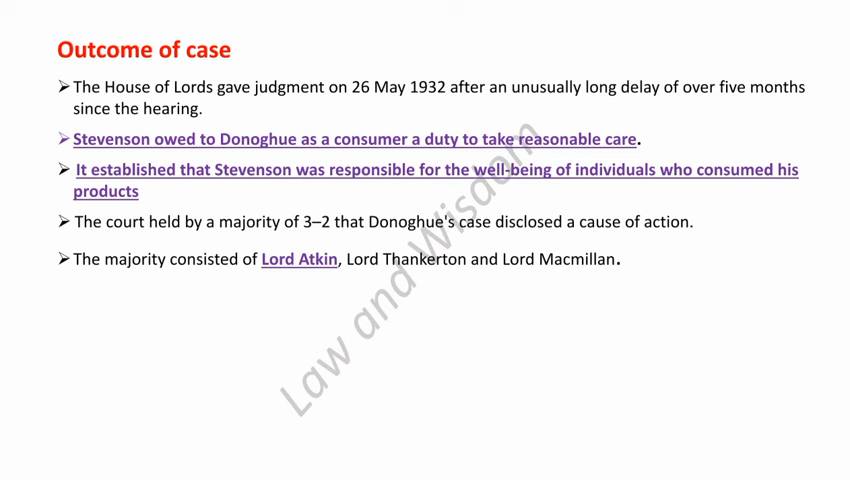 Outcome of case
➢The House of Lords gave judgment on 26 May 1932 after an unusually long delay of over five months
since the hearing.
➢Stevenson owed to Donoghue as a consumer a duty to take reasonable care.
➢ It established that Stevenson was responsible for the well-being of individuals who consumed his
products
➢ The court held by a majority of 3–2 that Donoghue's case disclosed a cause of action.
➢The majority consisted of Lord Atkin, Lord Thankerton and Lord Macmillan.
Law and Wisdom